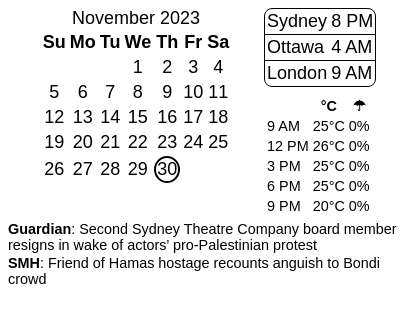 November 2023
Su Mo Tu We Th Fr Sa
1 2 3 4
5 6 7 8 9 10 11
12 13 14 15 16 17 18
19 20 21 22 23 24 25
26 27 28 29 30
Sydney 8 PM
Ottawa 4 AM
London 9 AM
°C ☂
9 AM 25°C 0%
12 PM 26°C 0%
3 PM 25°C 0%
6 PM 25°C 0%
9 PM 20°C 0%
Guardian: Second Sydney Theatre Company board member
resigns in wake of actors’ pro-Palestinian protest
SMH: Friend of Hamas hostage recounts anguish to Bondi
crowd